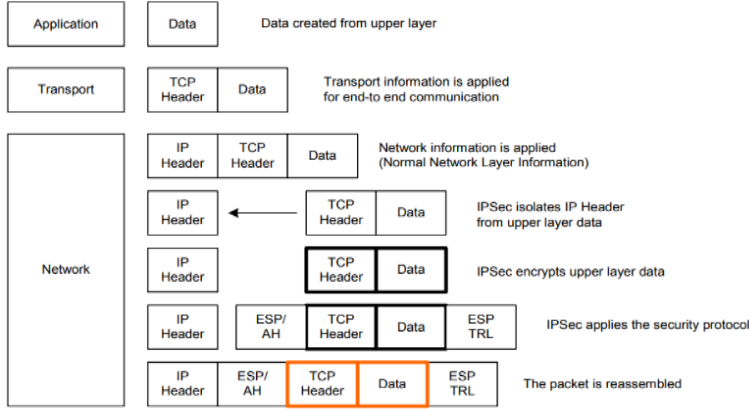 Application
Data
Data created from upper layer
Transport
TCP
Header
Data
Transport information is applied
for end-to end communication
Network
IP
Header
TCP
Header
Data
Network information is applied
(Normal Network Layer Information)
IP
Header
TCP
Header
Data
IPSec isolates IP Header
from upper layer data
IP
Header
TCP
Header
Data
IPSec encrypts upper layer data
IP
Header
ESP/
AH
TCP
Header
Data
ESP
TRL
IPSec applies the security protocol
IP
Header
ESP/
AH
TCP
Header
Data
ESP
TRL
The packet is reassembled